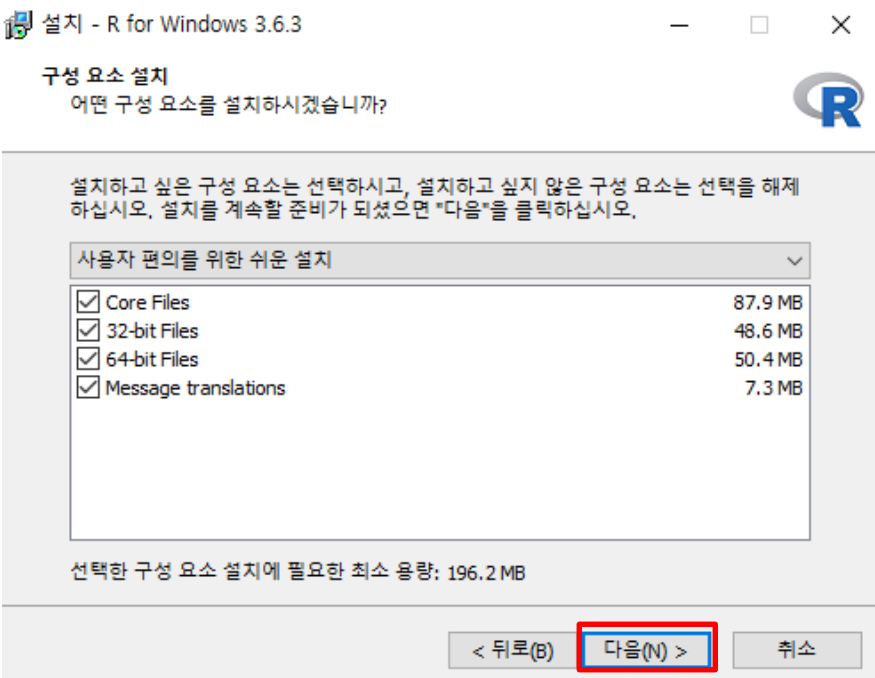 설치 - R for Windows 3.6.3
구성 요소 설치
어떤 구성 요소를 설치하시겠습니까?
R
설치하고 싶은 구성 요소는 선택하시고, 설치하고 싶지 않은 구성 요소는 선택을 해제
하십시오. 설치를 계속할 준비가 되셨으면 "다음"을 클릭하십시오.
사용자 편의를 위한 쉬운 설치
Core Files 87.9 MB
32-bit Files 48.6 MB
64-bit Files 50.4 MB
Message translations 7.3 MB
선택한 구성 요소 설치에 필요한 최소 용량: 196.2 MB
< 뒤로(B) 다음(N) > 취소